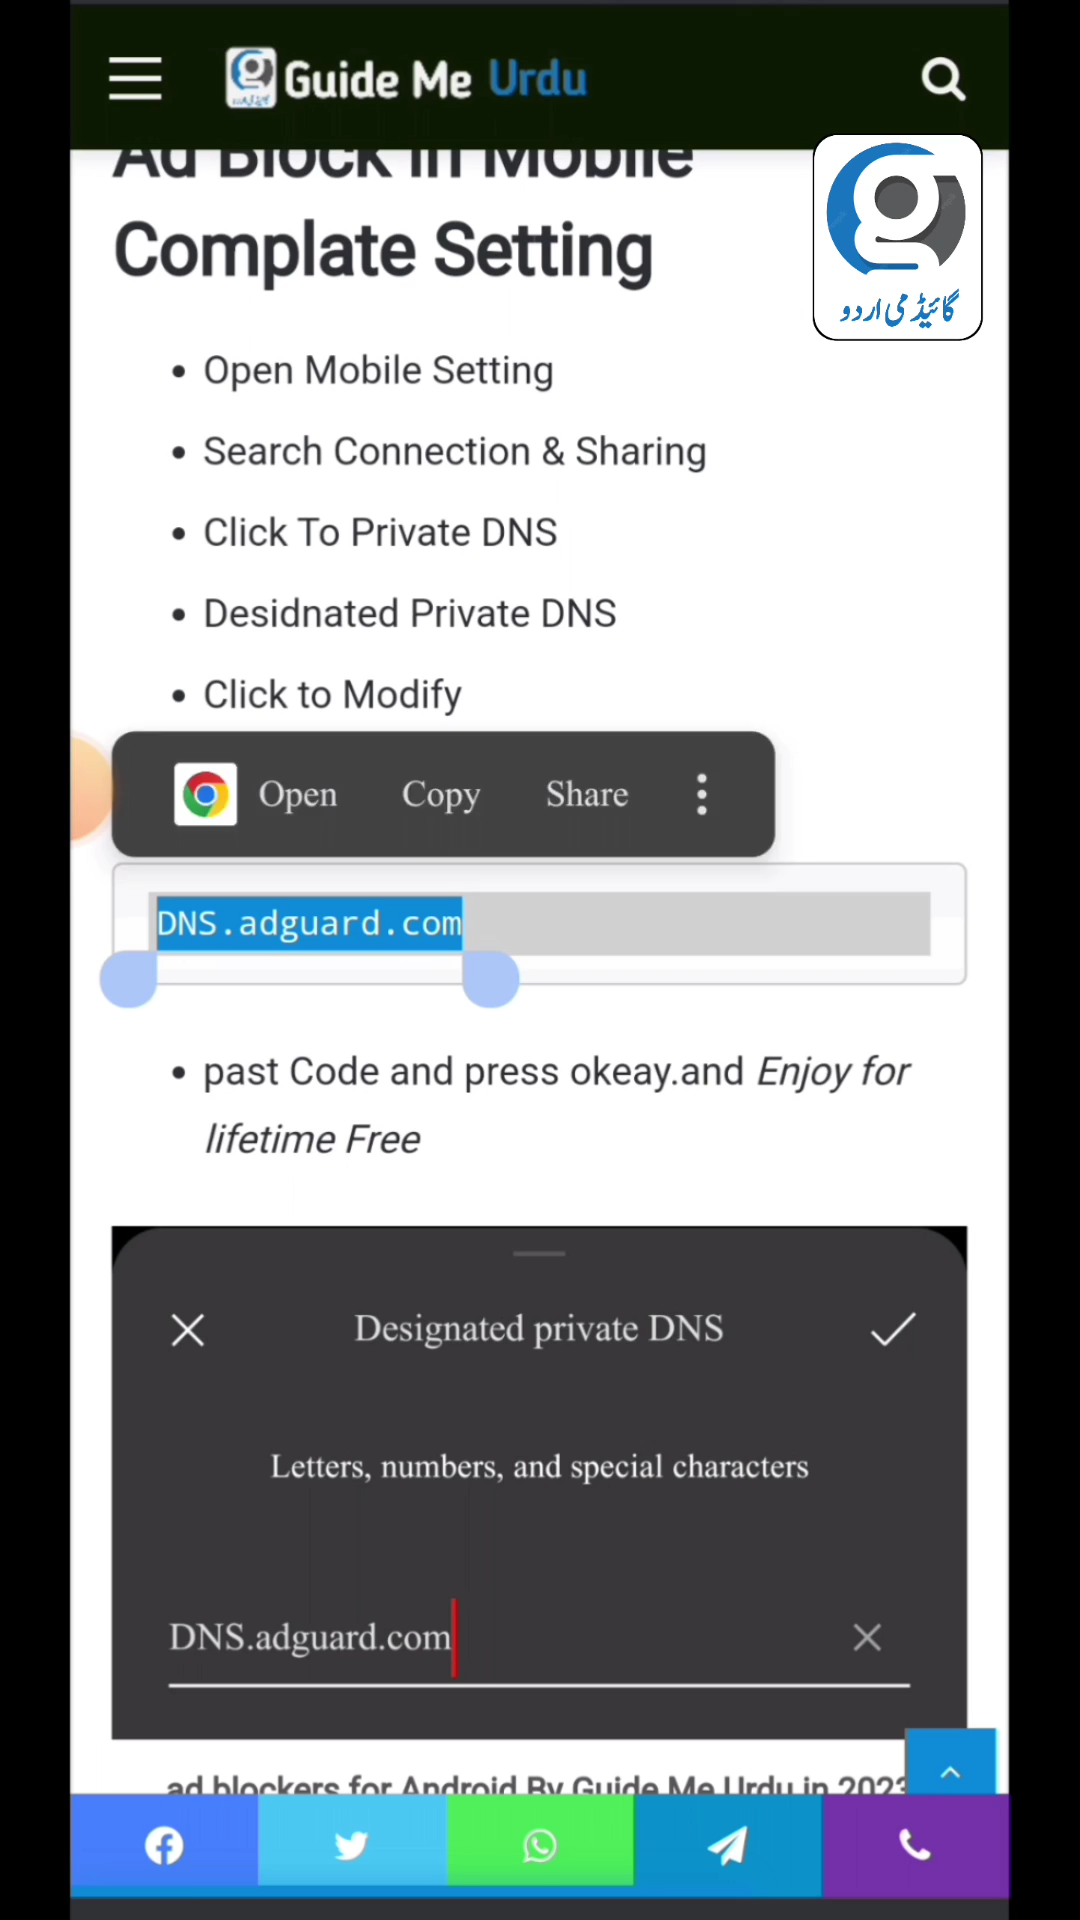 Guide Me Urdu
Ad Block in Mobile
Complate Setting
گائیڈ می اردو
Open Mobile Setting
Search Connection & Sharing
Click To Private DNS
Desidnated Private DNS
Click to Modify
Open Copy Share
DNS.adguard.com
past Code and press okeay.and Enjoy for
lifetime Free
Designated private DNS
Letters, numbers, and special characters
DNS.adguard.com
ad blockers for Android By Guide Me Urdu in 2023